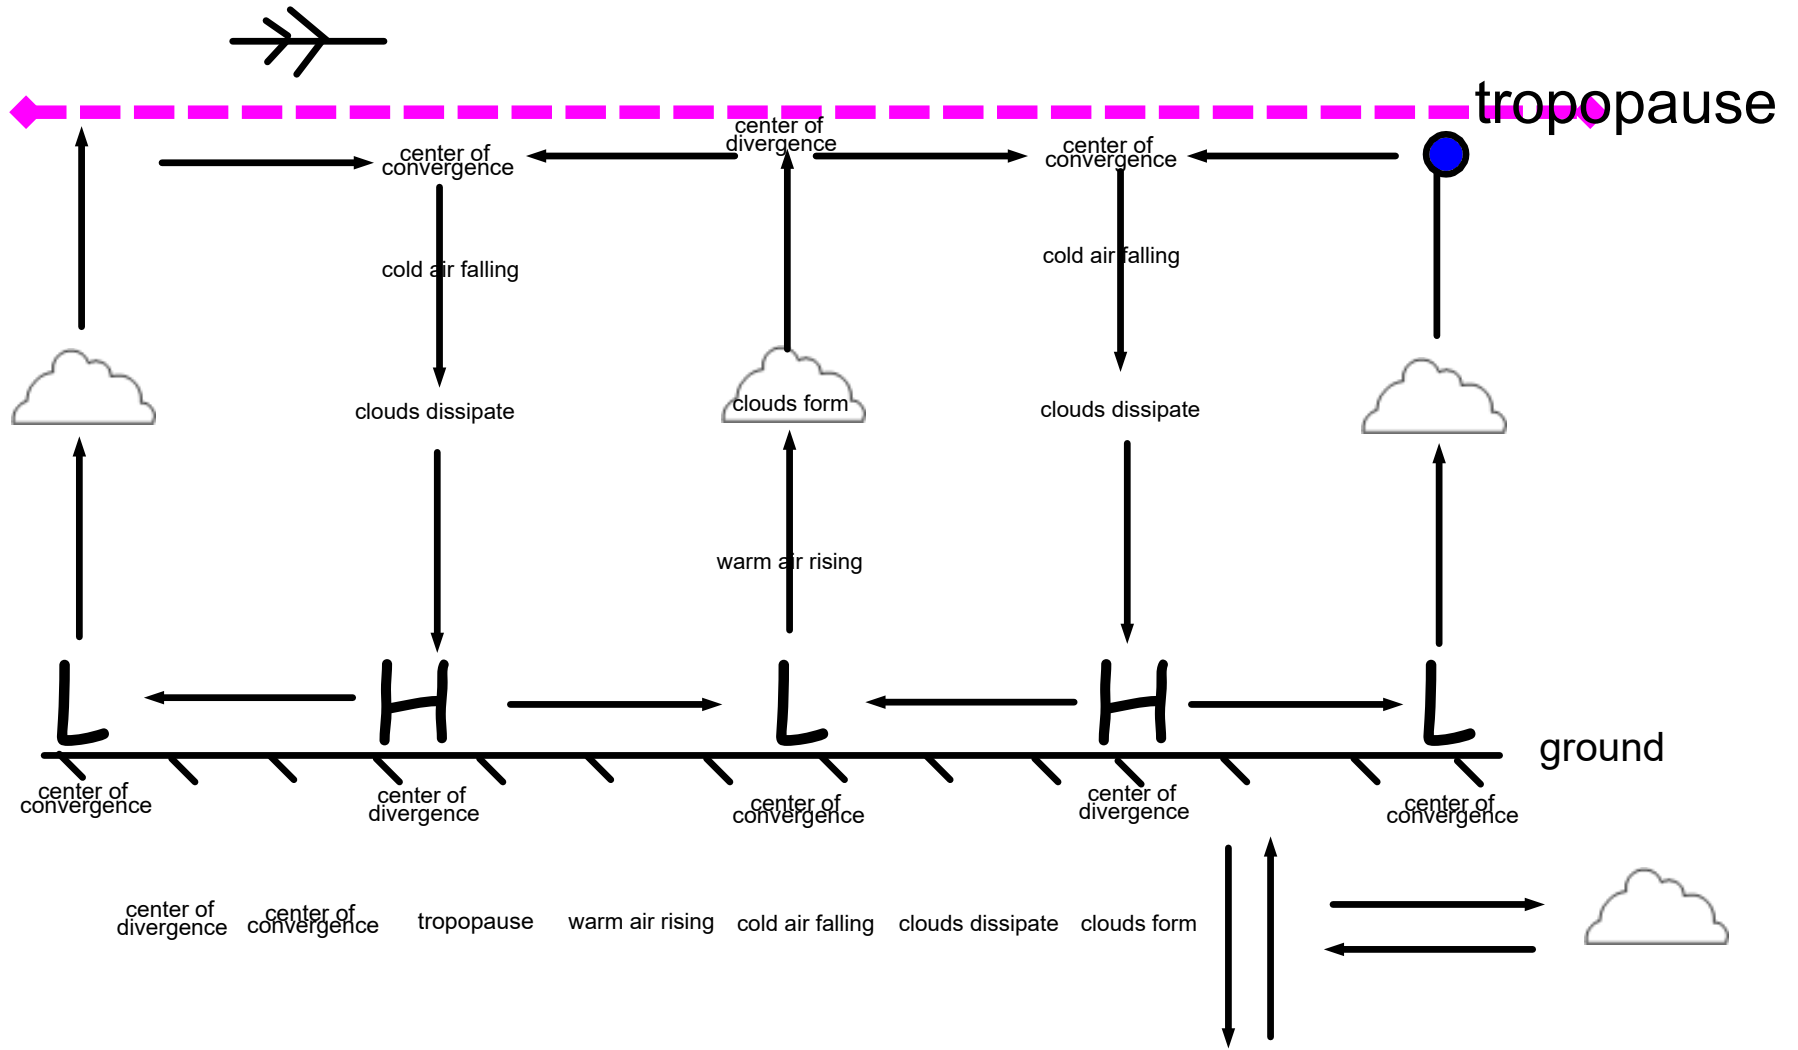 tropopause
center of
divergence
center of
convergence
center of
convergence
cold air falling
cold air falling
clouds dissipate
clouds form
clouds dissipate
warm air rising
L
H
L
H
L
ground
center of
convergence
center of
divergence
center of
convergence
center of
divergence
center of
convergence
center of
divergence
center of
convergence
tropopause
warm air rising
cold air falling
clouds dissipate
clouds form